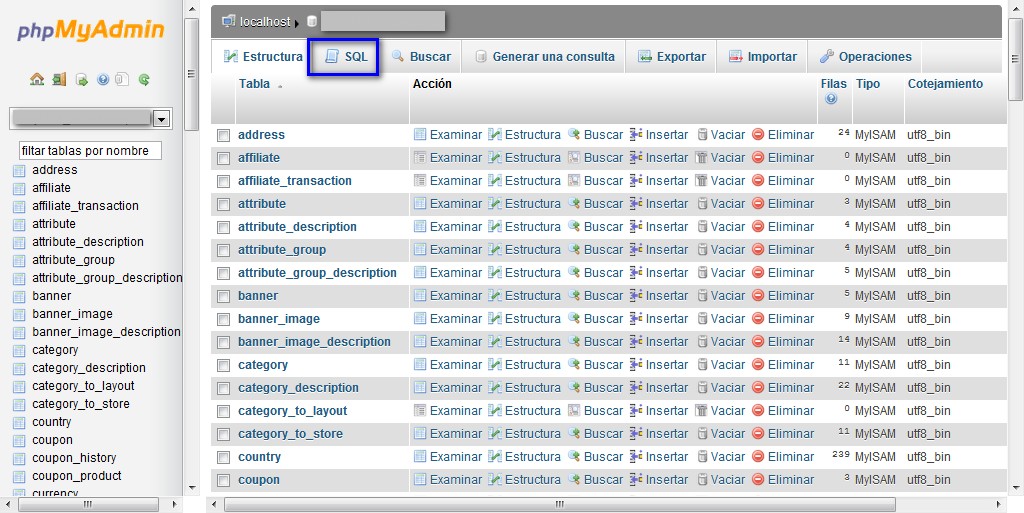 phpMyAdmin
filtar tablas por nombre
address
affiliate
affiliate_transaction
attribute
attribute_description
attribute_group
attribute_group_description
banner
banner_image
banner_image_description
category
category_description
category_to_layout
category_to_store
country
coupon
coupon_history
coupon_product
currency
localhost
Estructura SQL Buscar Generar una consulta Exportar Importar Operaciones
Tabla Acción Filas Tipo Cotejamiento
address Examinar Estructura Buscar Insertar Vaciar Eliminar 24 MyISAM utf8_bin
affiliate Examinar Estructura Buscar Insertar Vaciar Eliminar 0 MyISAM utf8_bin
affiliate_transaction Examinar Estructura Buscar Insertar Vaciar Eliminar 0 MyISAM utf8_bin
attribute Examinar Estructura Buscar Insertar Vaciar Eliminar 3 MyISAM utf8_bin
attribute_description Examinar Estructura Buscar Insertar Vaciar Eliminar 4 MyISAM utf8_bin
attribute_group Examinar Estructura Buscar Insertar Vaciar Eliminar 4 MyISAM utf8_bin
attribute_group_description Examinar Estructura Buscar Insertar Vaciar Eliminar 5 MyISAM utf8_bin
banner Examinar Estructura Buscar Insertar Vaciar Eliminar 5 MyISAM utf8_bin
banner_image Examinar Estructura Buscar Insertar Vaciar Eliminar 9 MyISAM utf8_bin
banner_image_description Examinar Estructura Buscar Insertar Vaciar Eliminar 14 MyISAM utf8_bin
category Examinar Estructura Buscar Insertar Vaciar Eliminar 11 MyISAM utf8_bin
category_description Examinar Estructura Buscar Insertar Vaciar Eliminar 22 MyISAM utf8_bin
category_to_layout Examinar Estructura Buscar Insertar Vaciar Eliminar 0 MyISAM utf8_bin
category_to_store Examinar Estructura Buscar Insertar Vaciar Eliminar 11 MyISAM utf8_bin
country Examinar Estructura Buscar Insertar Vaciar Eliminar 239 MyISAM utf8_bin
coupon Examinar Estructura Buscar Insertar Vaciar Eliminar 3 MyISAM utf8_bin